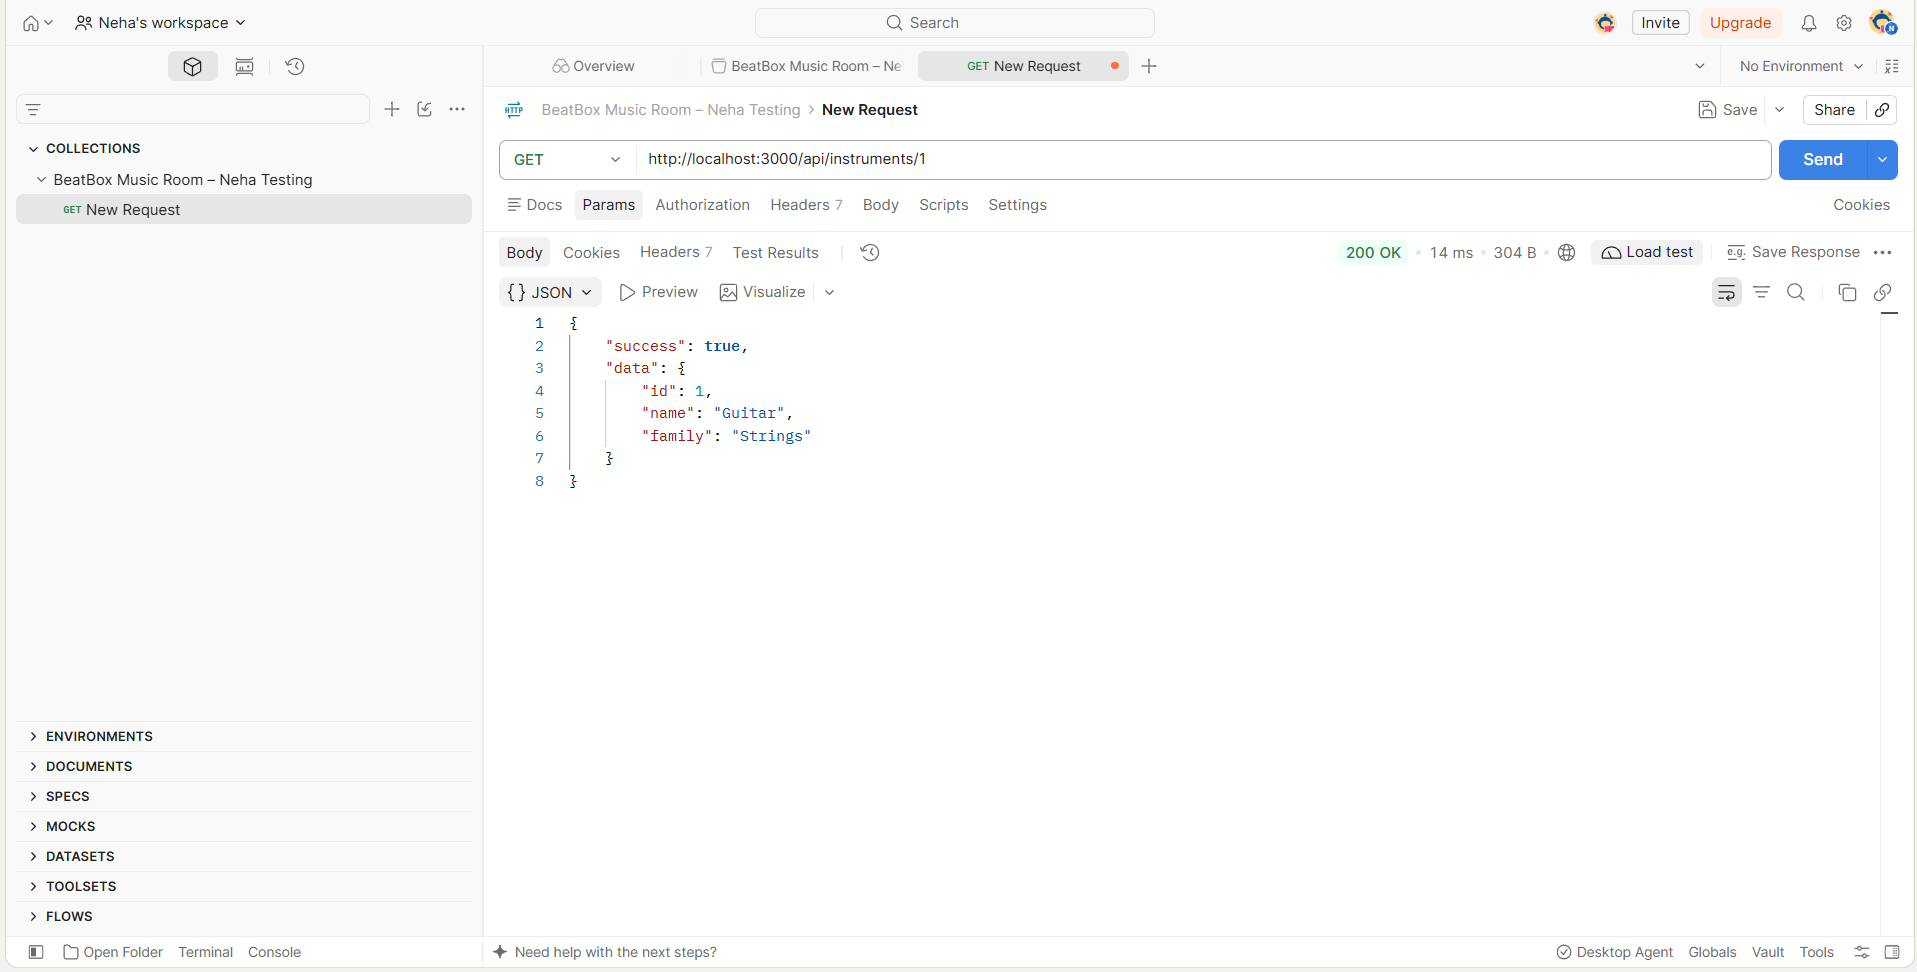 Neha's workspace
Search
Invite
Upgrade
N
Overview
BeatBox Music Room – Ne
GET New Request
No Environment
HTTP BeatBox Music Room – Neha Testing > New Request
Save
Share
COLLECTIONS
BeatBox Music Room – Neha Testing
GET New Request
GET
http://localhost:3000/api/instruments/1
Send
Docs
Params
Authorization
Headers 7
Body
Scripts
Settings
Cookies
Body
Cookies
Headers 7
Test Results
200 OK
14 ms
304 B
Load test
e.g. Save Response
{} JSON
Preview
Visualize
1 {
2 "success": true,
3 "data": {
4 "id": 1,
5 "name": "Guitar",
6 "family": "Strings"
7 }
8 }
ENVIRONMENTS
DOCUMENTS
SPECS
MOCKS
DATASETS
TOOLSETS
FLOWS
Open Folder
Terminal
Console
Need help with the next steps?
Desktop Agent
Globals
Vault
Tools